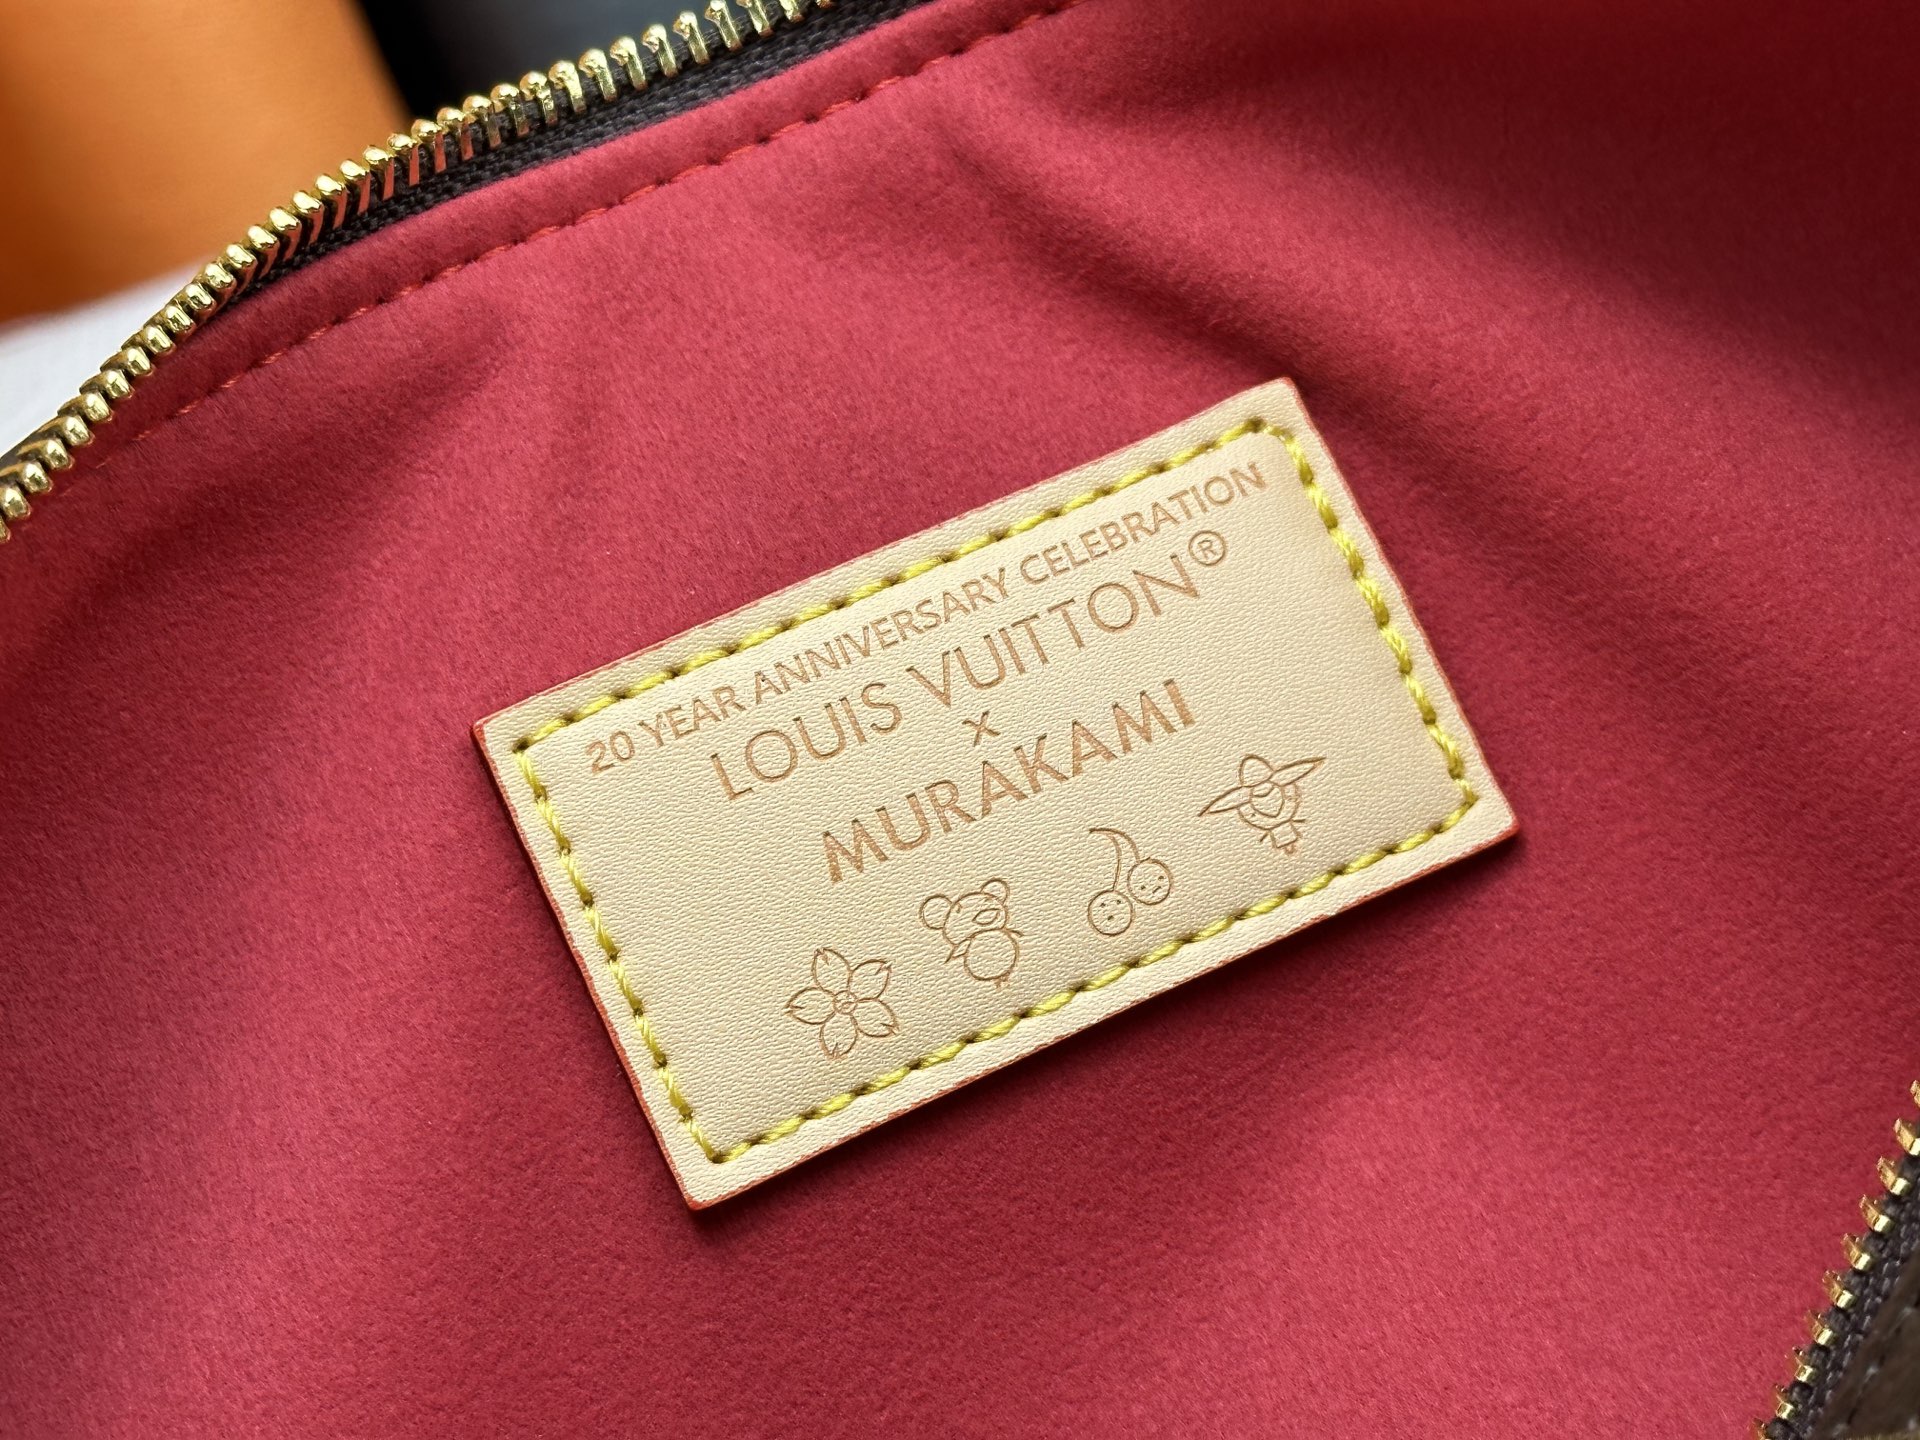 20 YEAR ANNIVERSARY CELEBRATION
LOUIS VUITTON®
x
MURAKAMI